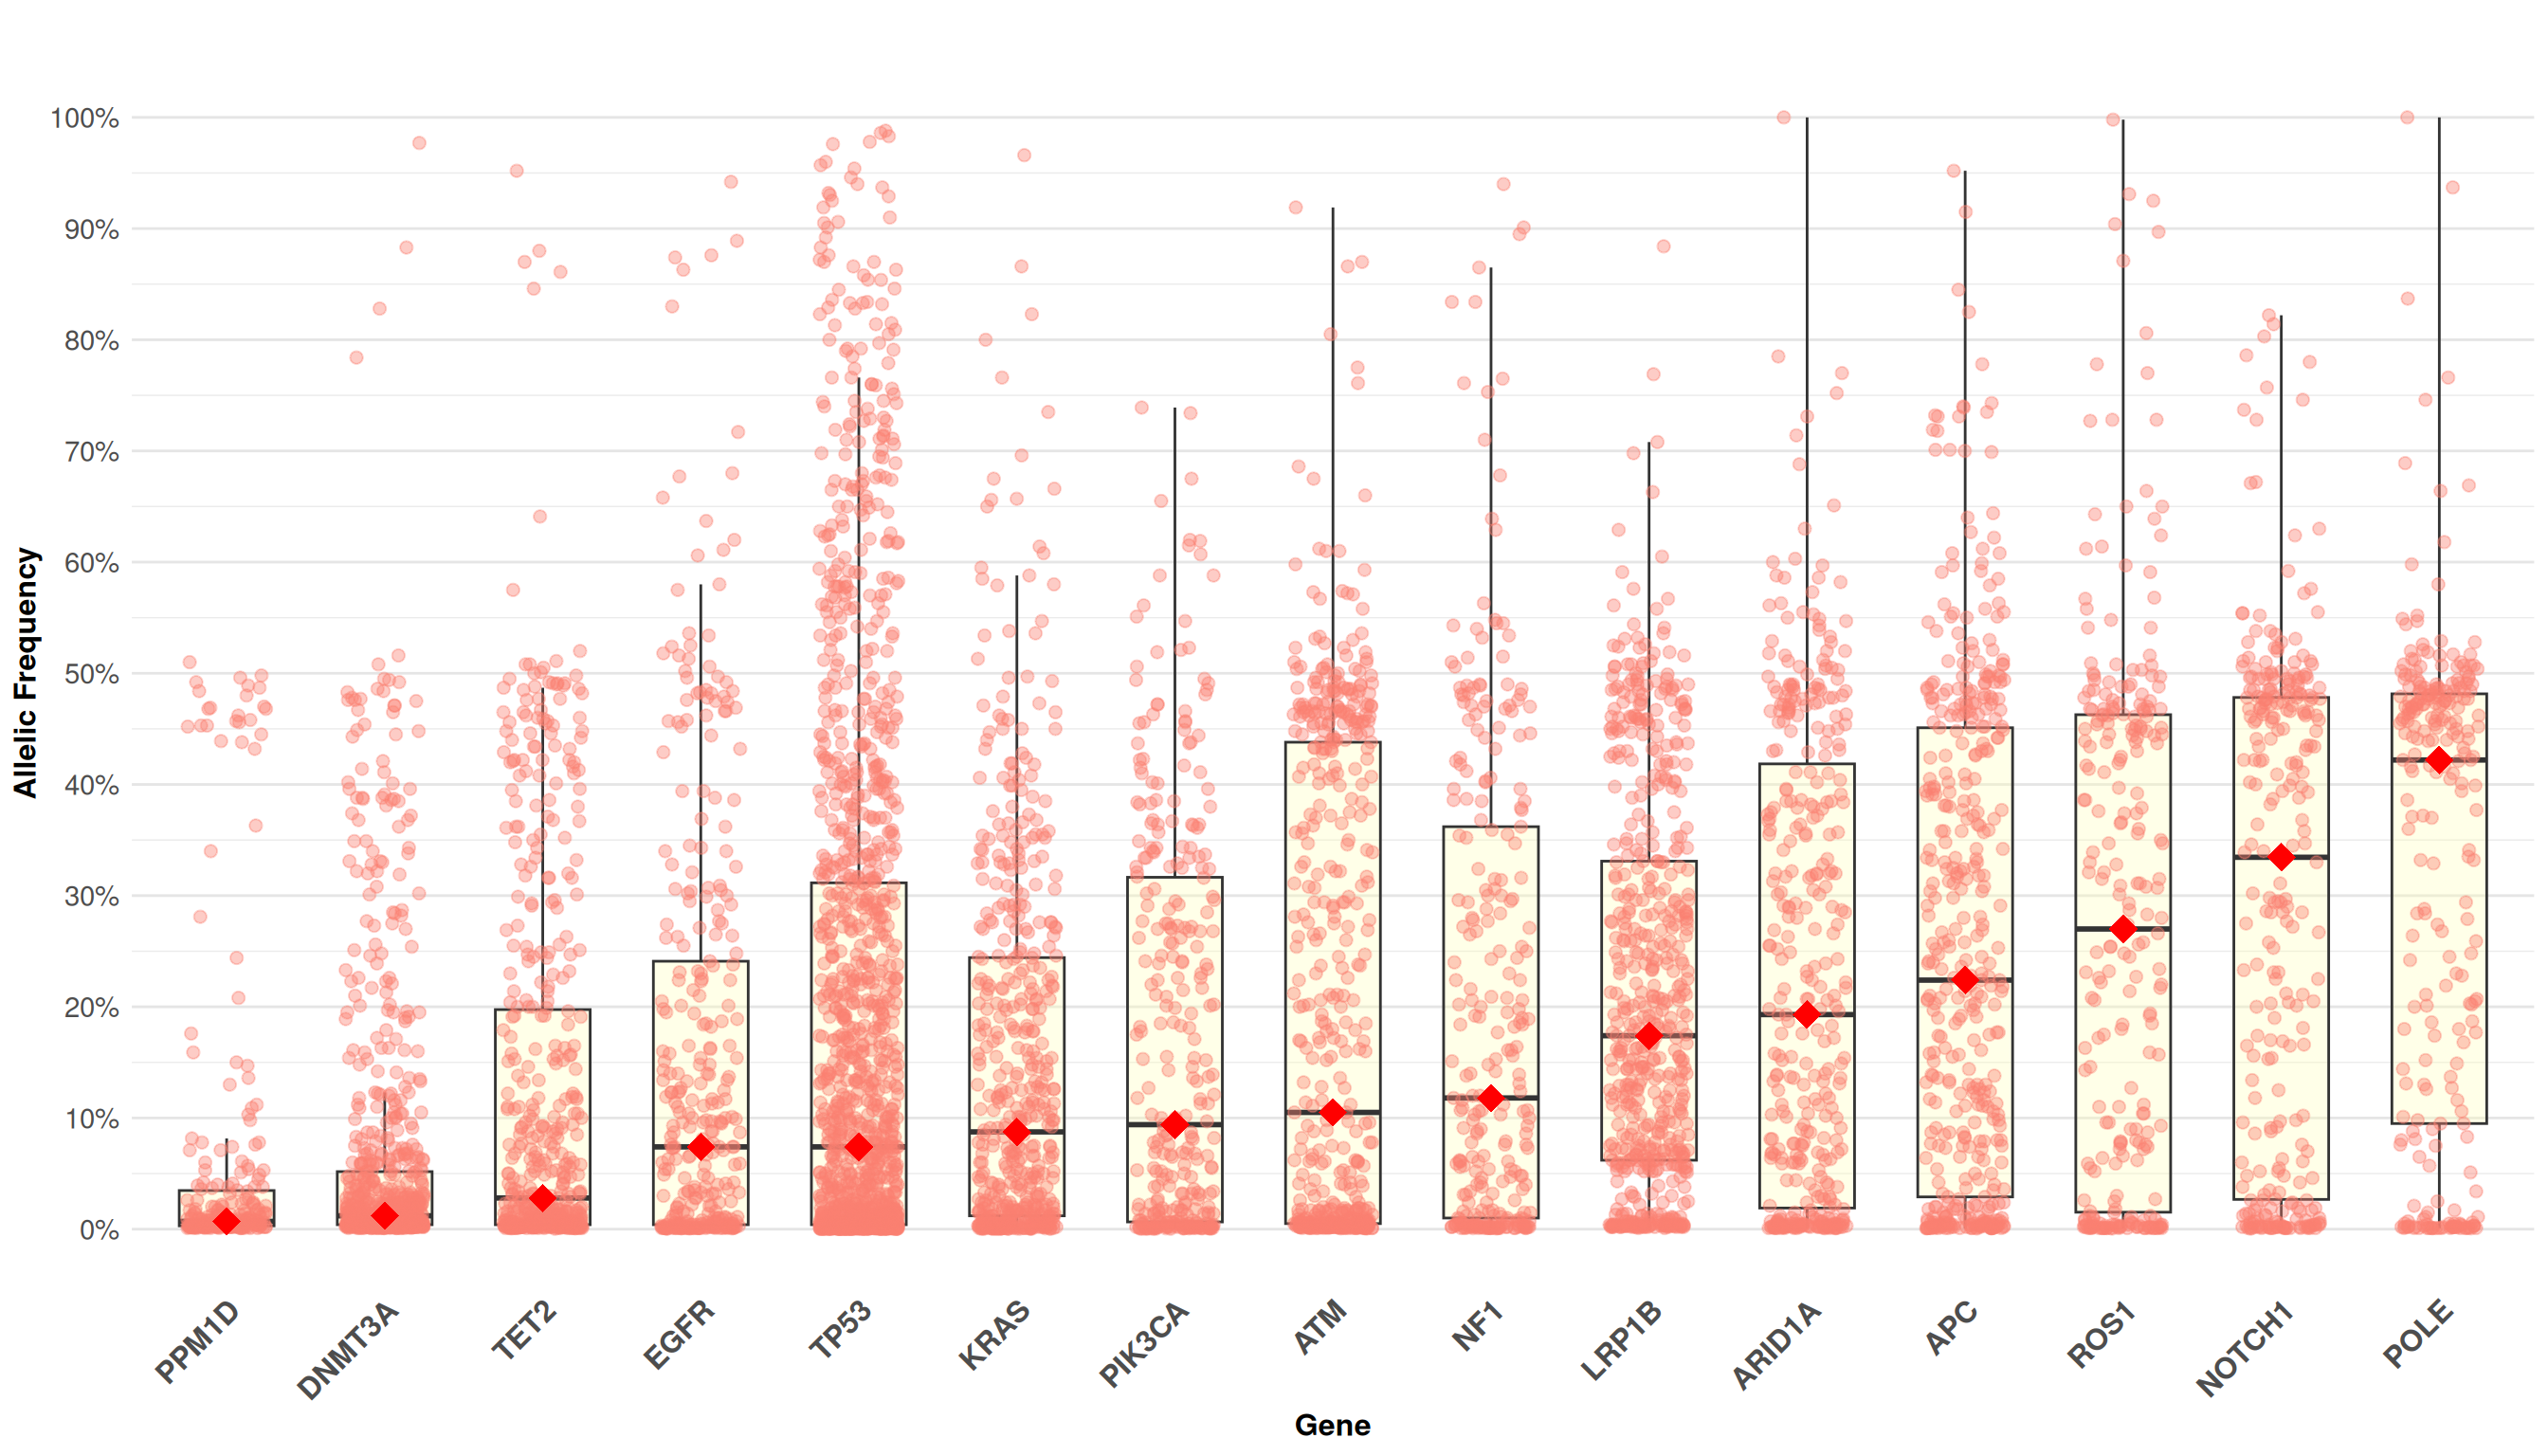 100%
90%
80%
70%
60%
50%
40%
30%
20%
10%
0%
Allelic Frequency
PPM1D
DNMT3A
TET2
EGFR
TP53
KRAS
PIK3CA
ATM
NF1
LRP1B
ARID1A
APC
ROS1
NOTCH1
POLE
Gene